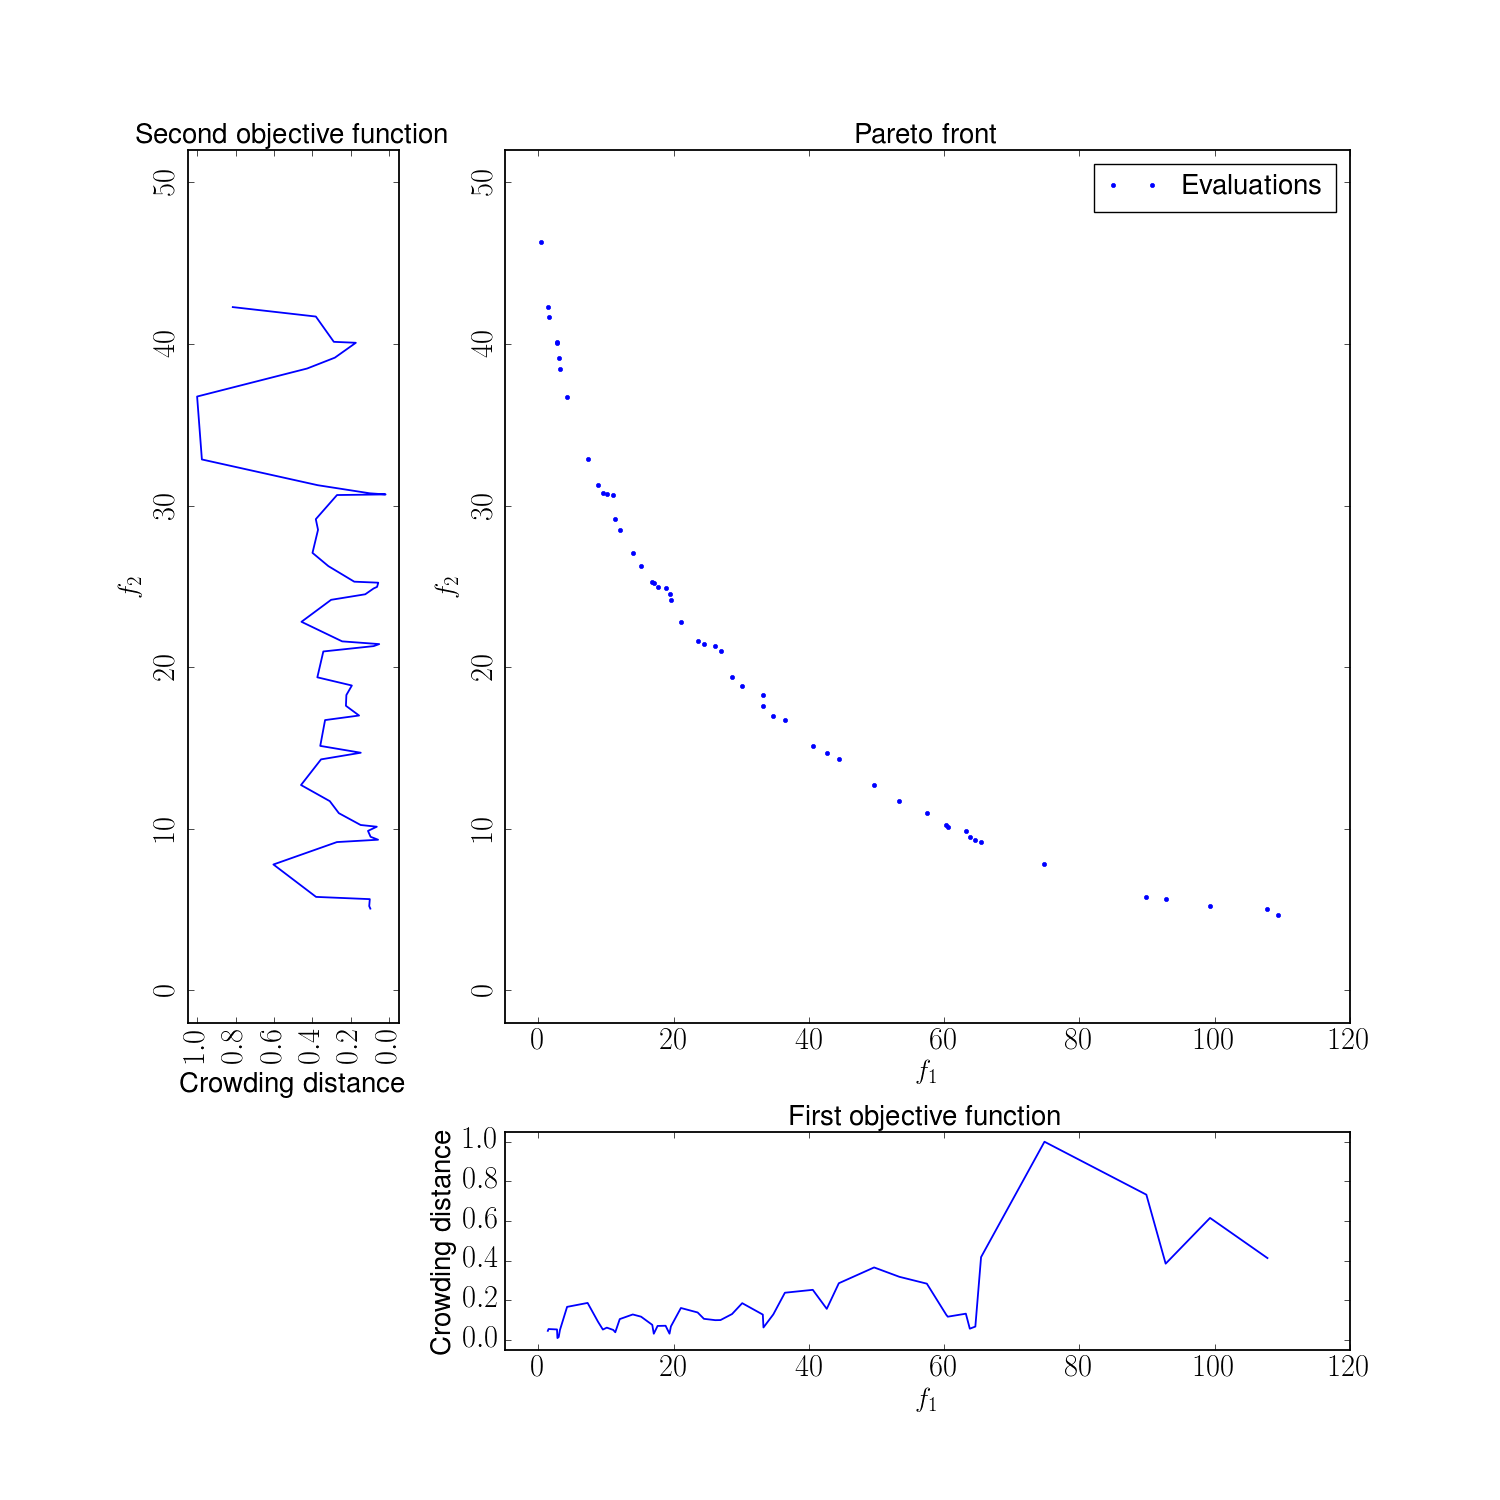 Second objective function
50
40
30
20
10
0
f2
1.0 0.8 0.6 0.4 0.2 0.0
Crowding distance
Pareto front
Evaluations
50
40
30
20
10
0
f2
0 20 40 60 80 100 120
f1
First objective function
1.0
0.8
0.6
0.4
0.2
0.0
Crowding distance
0 20 40 60 80 100 120
f1